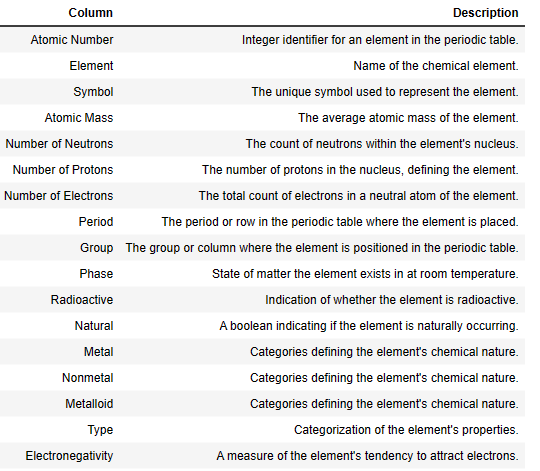 Column Description
Atomic Number Integer identifier for an element in the periodic table.
Element Name of the chemical element.
Symbol The unique symbol used to represent the element.
Atomic Mass The average atomic mass of the element.
Number of Neutrons The count of neutrons within the element's nucleus.
Number of Protons The number of protons in the nucleus, defining the element.
Number of Electrons The total count of electrons in a neutral atom of the element.
Period The period or row in the periodic table where the element is placed.
Group The group or column where the element is positioned in the periodic table.
Phase State of matter the element exists in at room temperature.
Radioactive Indication of whether the element is radioactive.
Natural A boolean indicating if the element is naturally occurring.
Metal Categories defining the element's chemical nature.
Nonmetal Categories defining the element's chemical nature.
Metalloid Categories defining the element's chemical nature.
Type Categorization of the element's properties.
Electronegativity A measure of the element's tendency to attract electrons.